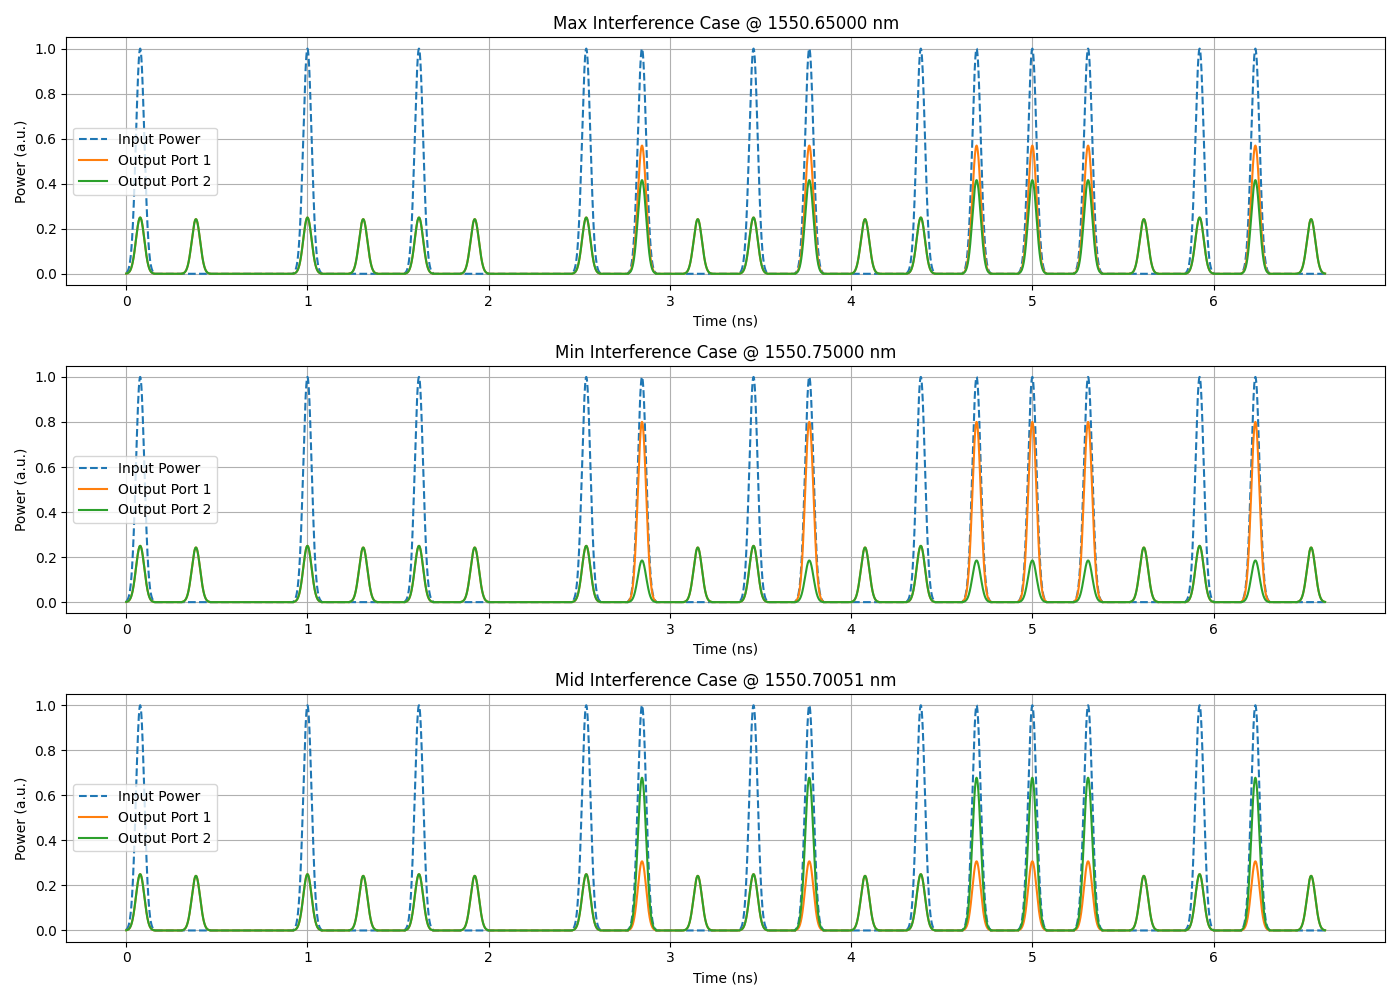 Max Interference Case @ 1550.65000 nm
1.0
0.8
0.6
0.4
0.2
0.0
Power (a.u.)
Input Power
Output Port 1
Output Port 2
0 1 2 3 4 5 6
Time (ns)
Min Interference Case @ 1550.75000 nm
1.0
0.8
0.6
0.4
0.2
0.0
Power (a.u.)
Input Power
Output Port 1
Output Port 2
0 1 2 3 4 5 6
Time (ns)
Mid Interference Case @ 1550.70051 nm
1.0
0.8
0.6
0.4
0.2
0.0
Power (a.u.)
Input Power
Output Port 1
Output Port 2
0 1 2 3 4 5 6
Time (ns)